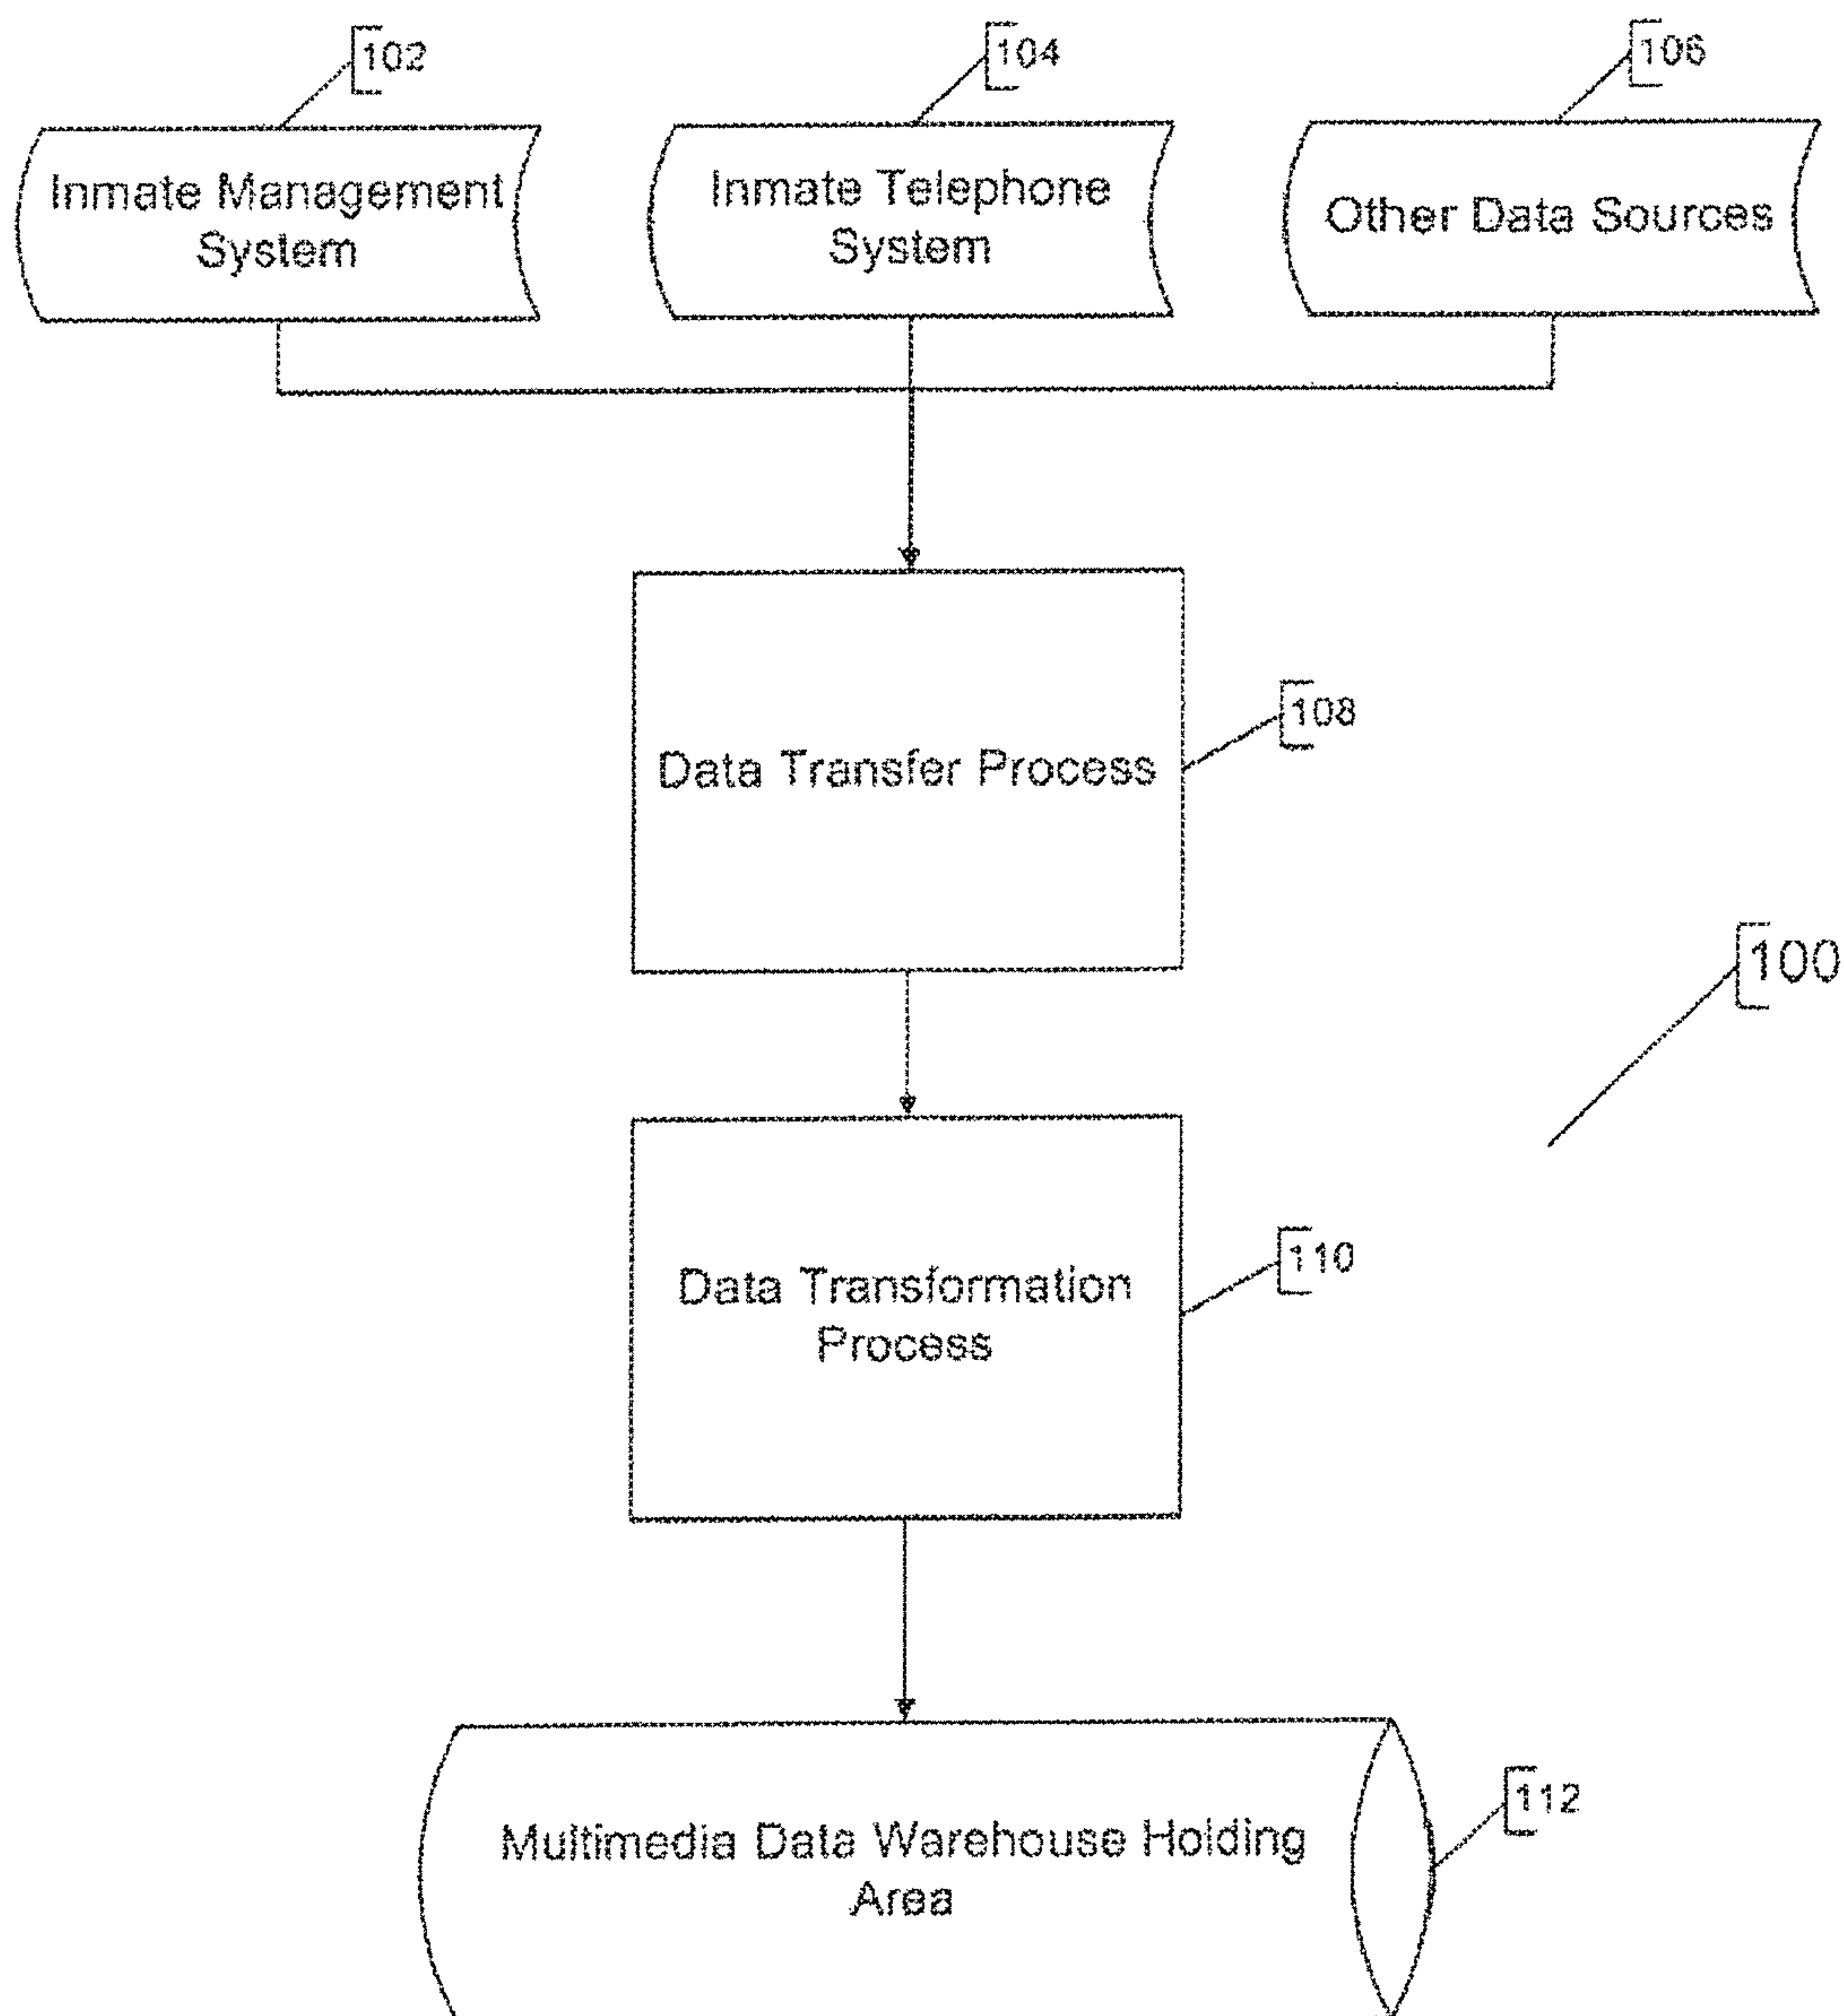 102
104
106
Inmate Management
System
Inmate Telephone
System
Other Data Sources
Data Transfer Process
108
100
Data Transformation
Process
110
Multimedia Data Warehouse Holding
Area
112